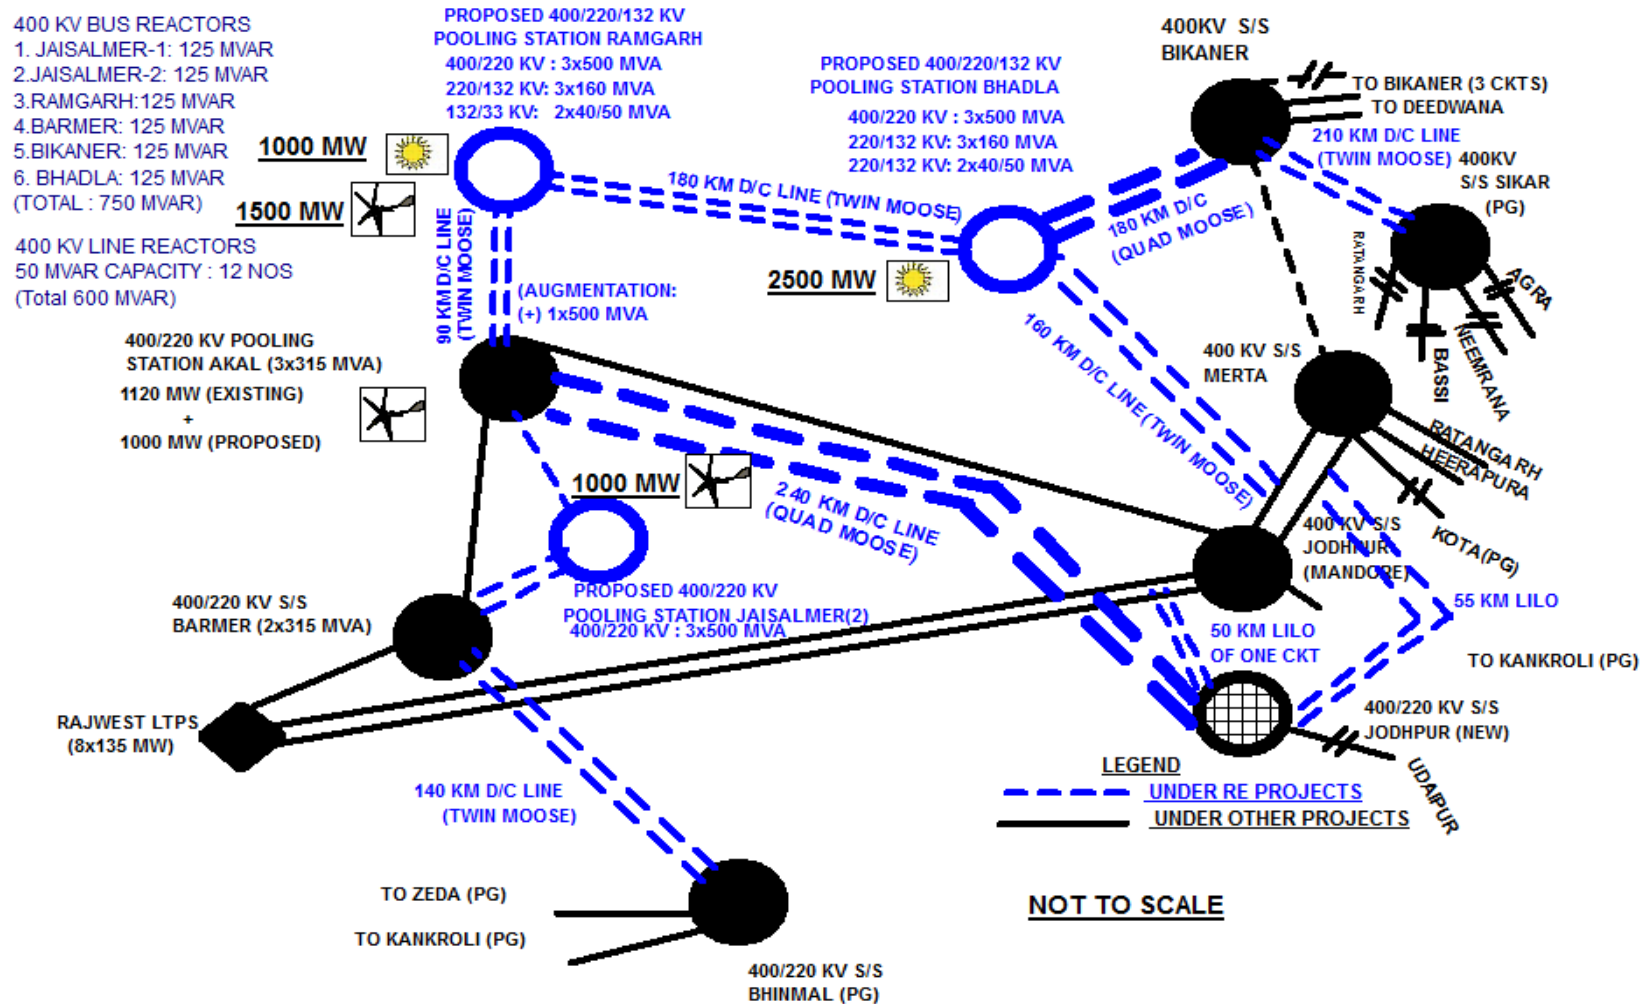 400 KV BUS REACTORS
1. JAISALMER-1: 125 MVAR
2.JAISALMER-2: 125 MVAR
3.RAMGARH:125 MVAR
4.BARMER: 125 MVAR
5.BIKANER: 125 MVAR
6. BHADLA: 125 MVAR
(TOTAL : 750 MVAR)
400 KV LINE REACTORS
50 MVAR CAPACITY : 12 NOS
(Total 600 MVAR)
PROPOSED 400/220/132 KV
POOLING STATION RAMGARH
400/220 KV : 3x500 MVA
220/132 KV: 3x160 MVA
132/33 KV: 2x40/50 MVA
1000 MW
1500 MW
PROPOSED 400/220/132 KV
POOLING STATION BHADLA
400/220 KV : 3x500 MVA
220/132 KV: 3x160 MVA
220/132 KV: 2x40/50 MVA
2500 MW
400KV S/S
BIKANER
TO BIKANER (3 CKTS)
TO DEEDWANA
210 KM D/C LINE
(TWIN MOOSE)
400KV
S/S SIKAR
(PG)
180 KM D/C LINE (TWIN MOOSE)
180 KM D/C
(QUAD MOOSE)
RATANGARH
AGRA
NEEMRANA
BASSI
90 KM D/C LINE
(TWIN MOOSE)
(AUGMENTATION:
(+) 1x500 MVA
400/220 KV POOLING
STATION AKAL (3x315 MVA)
1120 MW (EXISTING)
+
1000 MW (PROPOSED)
160 KM D/C LINE(TWIN MOOSE)
400 KV S/S
MERTA
RATANGARH
HEERAPURA
KOTA(PG)
1000 MW
240 KM D/C LINE
(QUAD MOOSE)
400 KV S/S
JODHPUR
(MANDORE)
PROPOSED 400/220 KV
POOLING STATION JAISALMER(2)
400/220 KV : 3x500 MVA
400/220 KV S/S
BARMER (2x315 MVA)
55 KM LILO
50 KM LILO
OF ONE CKT
TO KANKROLI (PG)
RAJWEST LTPS
(8x135 MW)
400/220 KV S/S
JODHPUR (NEW)
UDAIPUR
LEGEND
UNDER RE PROJECTS
UNDER OTHER PROJECTS
140 KM D/C LINE
(TWIN MOOSE)
TO ZEDA (PG)
TO KANKROLI (PG)
NOT TO SCALE
400/220 KV S/S
BHINMAL (PG)